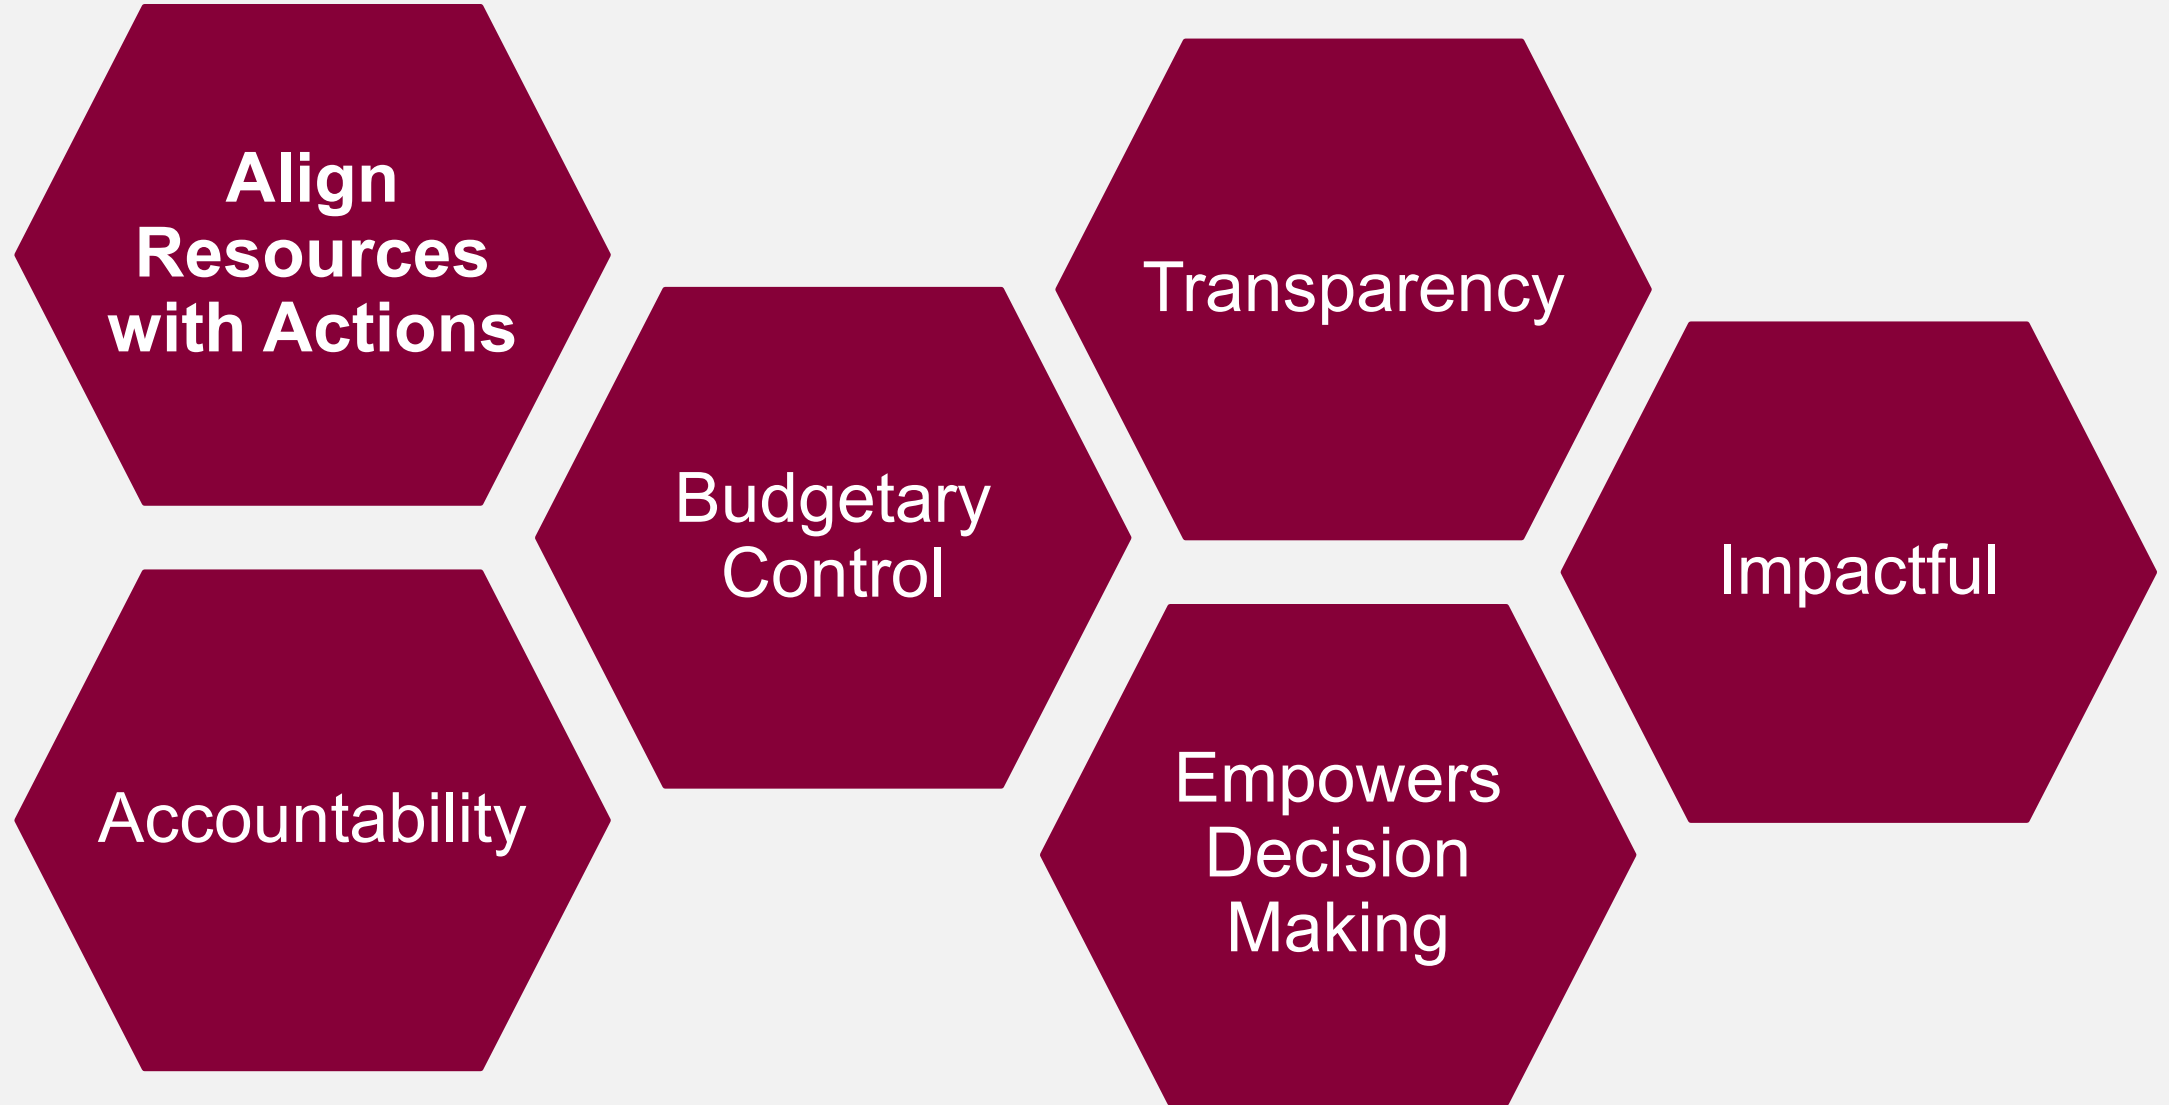 Align
Resources
with Actions
Accountability
Budgetary
Control
Transparency
Empowers
Decision
Making
Impactful